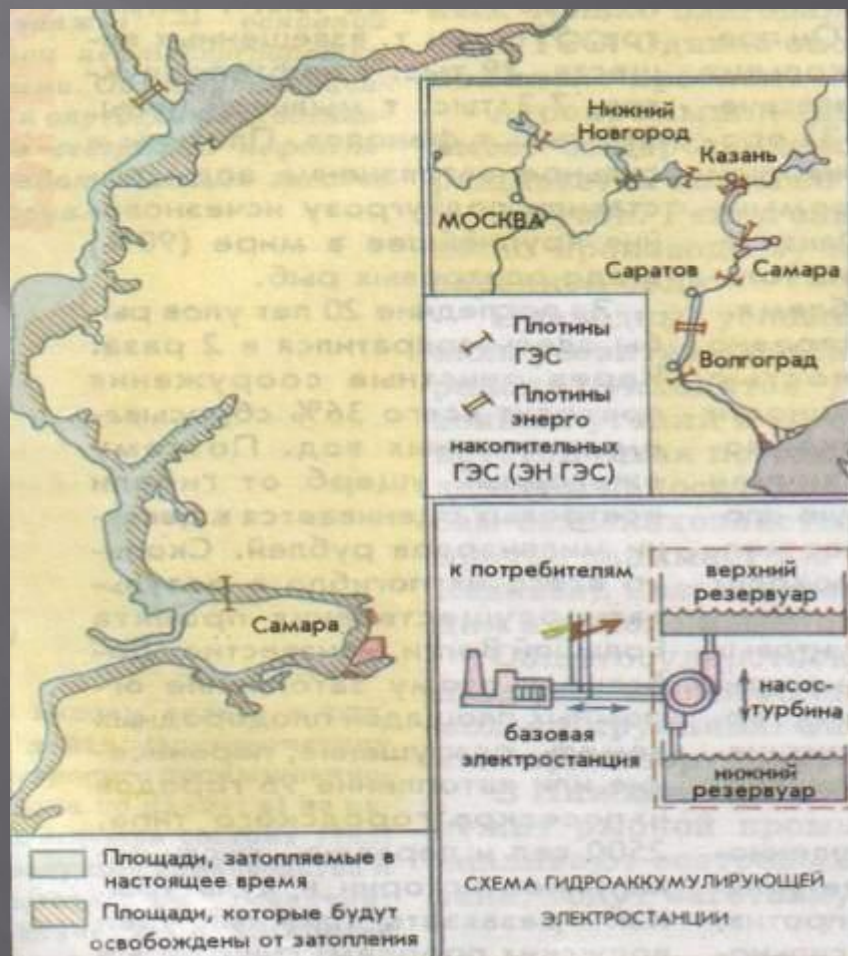 Самара
Площади, затопляемые в
настоящее время
Площади, которые будут
освобождены от затопления
Нижний
Новгород
Казань
МОСКВА
Саратов
Самара
Волгоград
Плотины
ГЭС
Плотины
энерго
накопительных
ГЭС (ЭН ГЭС)
к потребителям
верхний
резервуар
насос-
турбина
базовая
электростанция
нижний
резервуар
СХЕМА ГИДРОАККУМУЛИРУЮЩЕЙ
ЭЛЕКТРОСТАНЦИИ